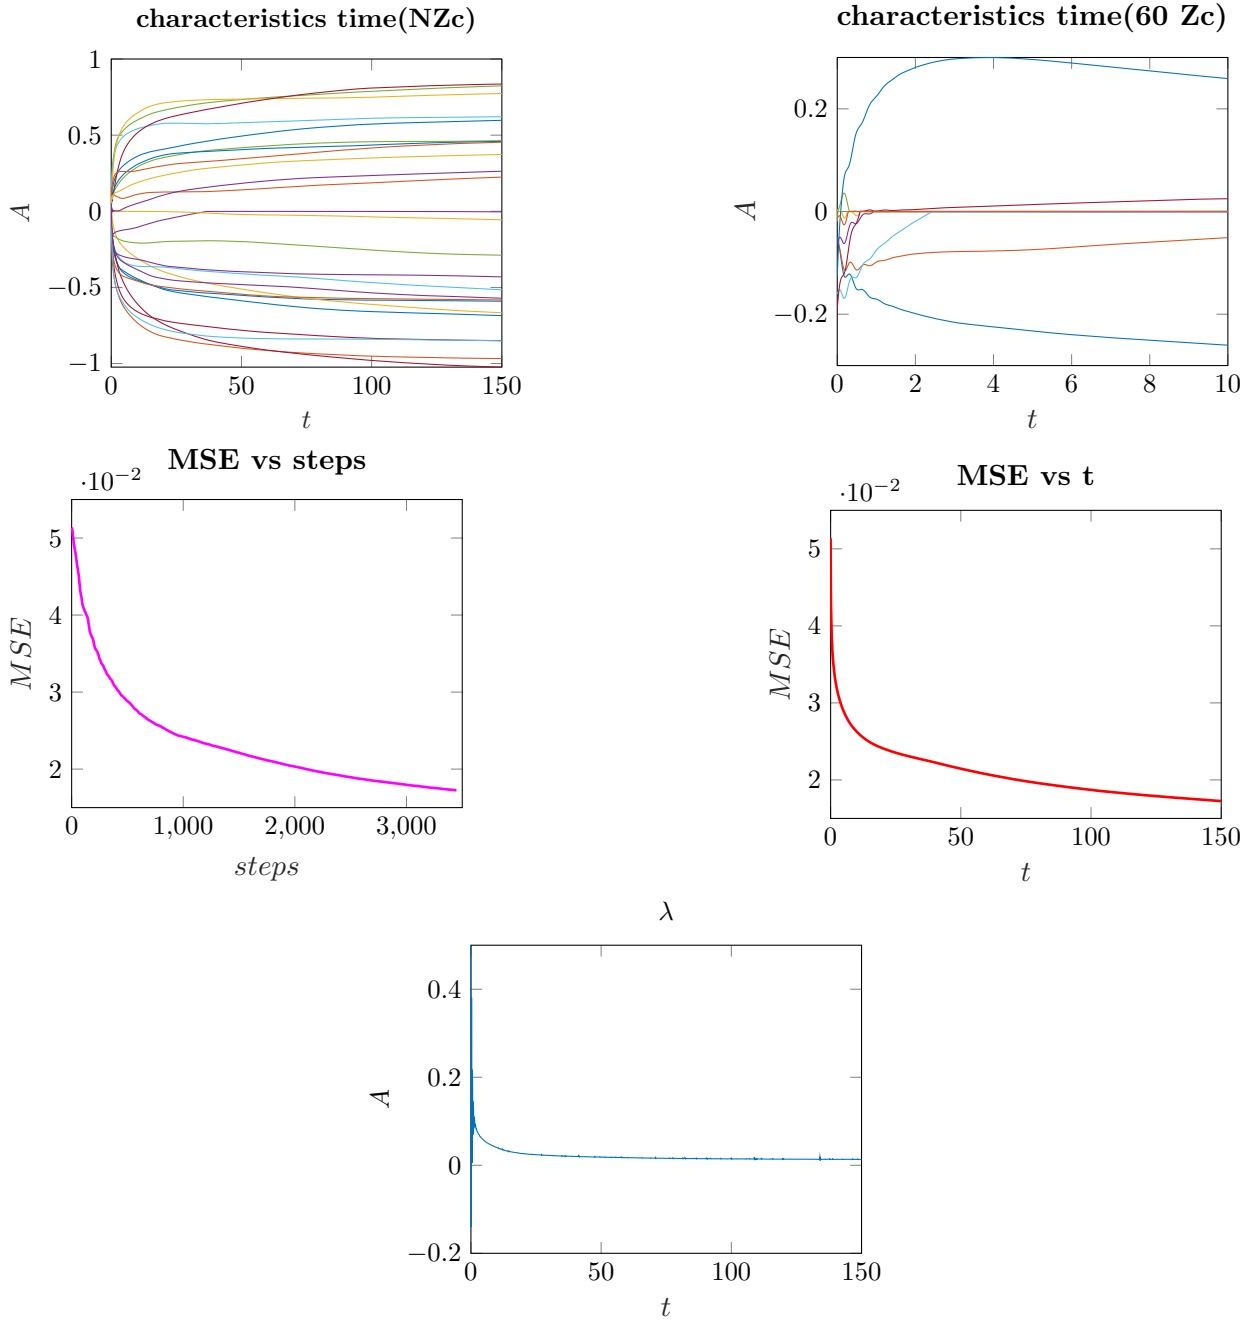 characteristics time(NZc)
1
0.5
A
0
−0.5
−1
0 50 100 150
t
characteristics time(60 Zc)
0.2
A
0
−0.2
0 2 4 6 8 10
t
MSE vs steps
·10−2
5
4
MSE
3
2
0 1,000 2,000 3,000
steps
MSE vs t
·10−2
5
4
MSE
3
2
0 50 100 150
t
λ
0.4
0.2
A
0
−0.2
0 50 100 150
t